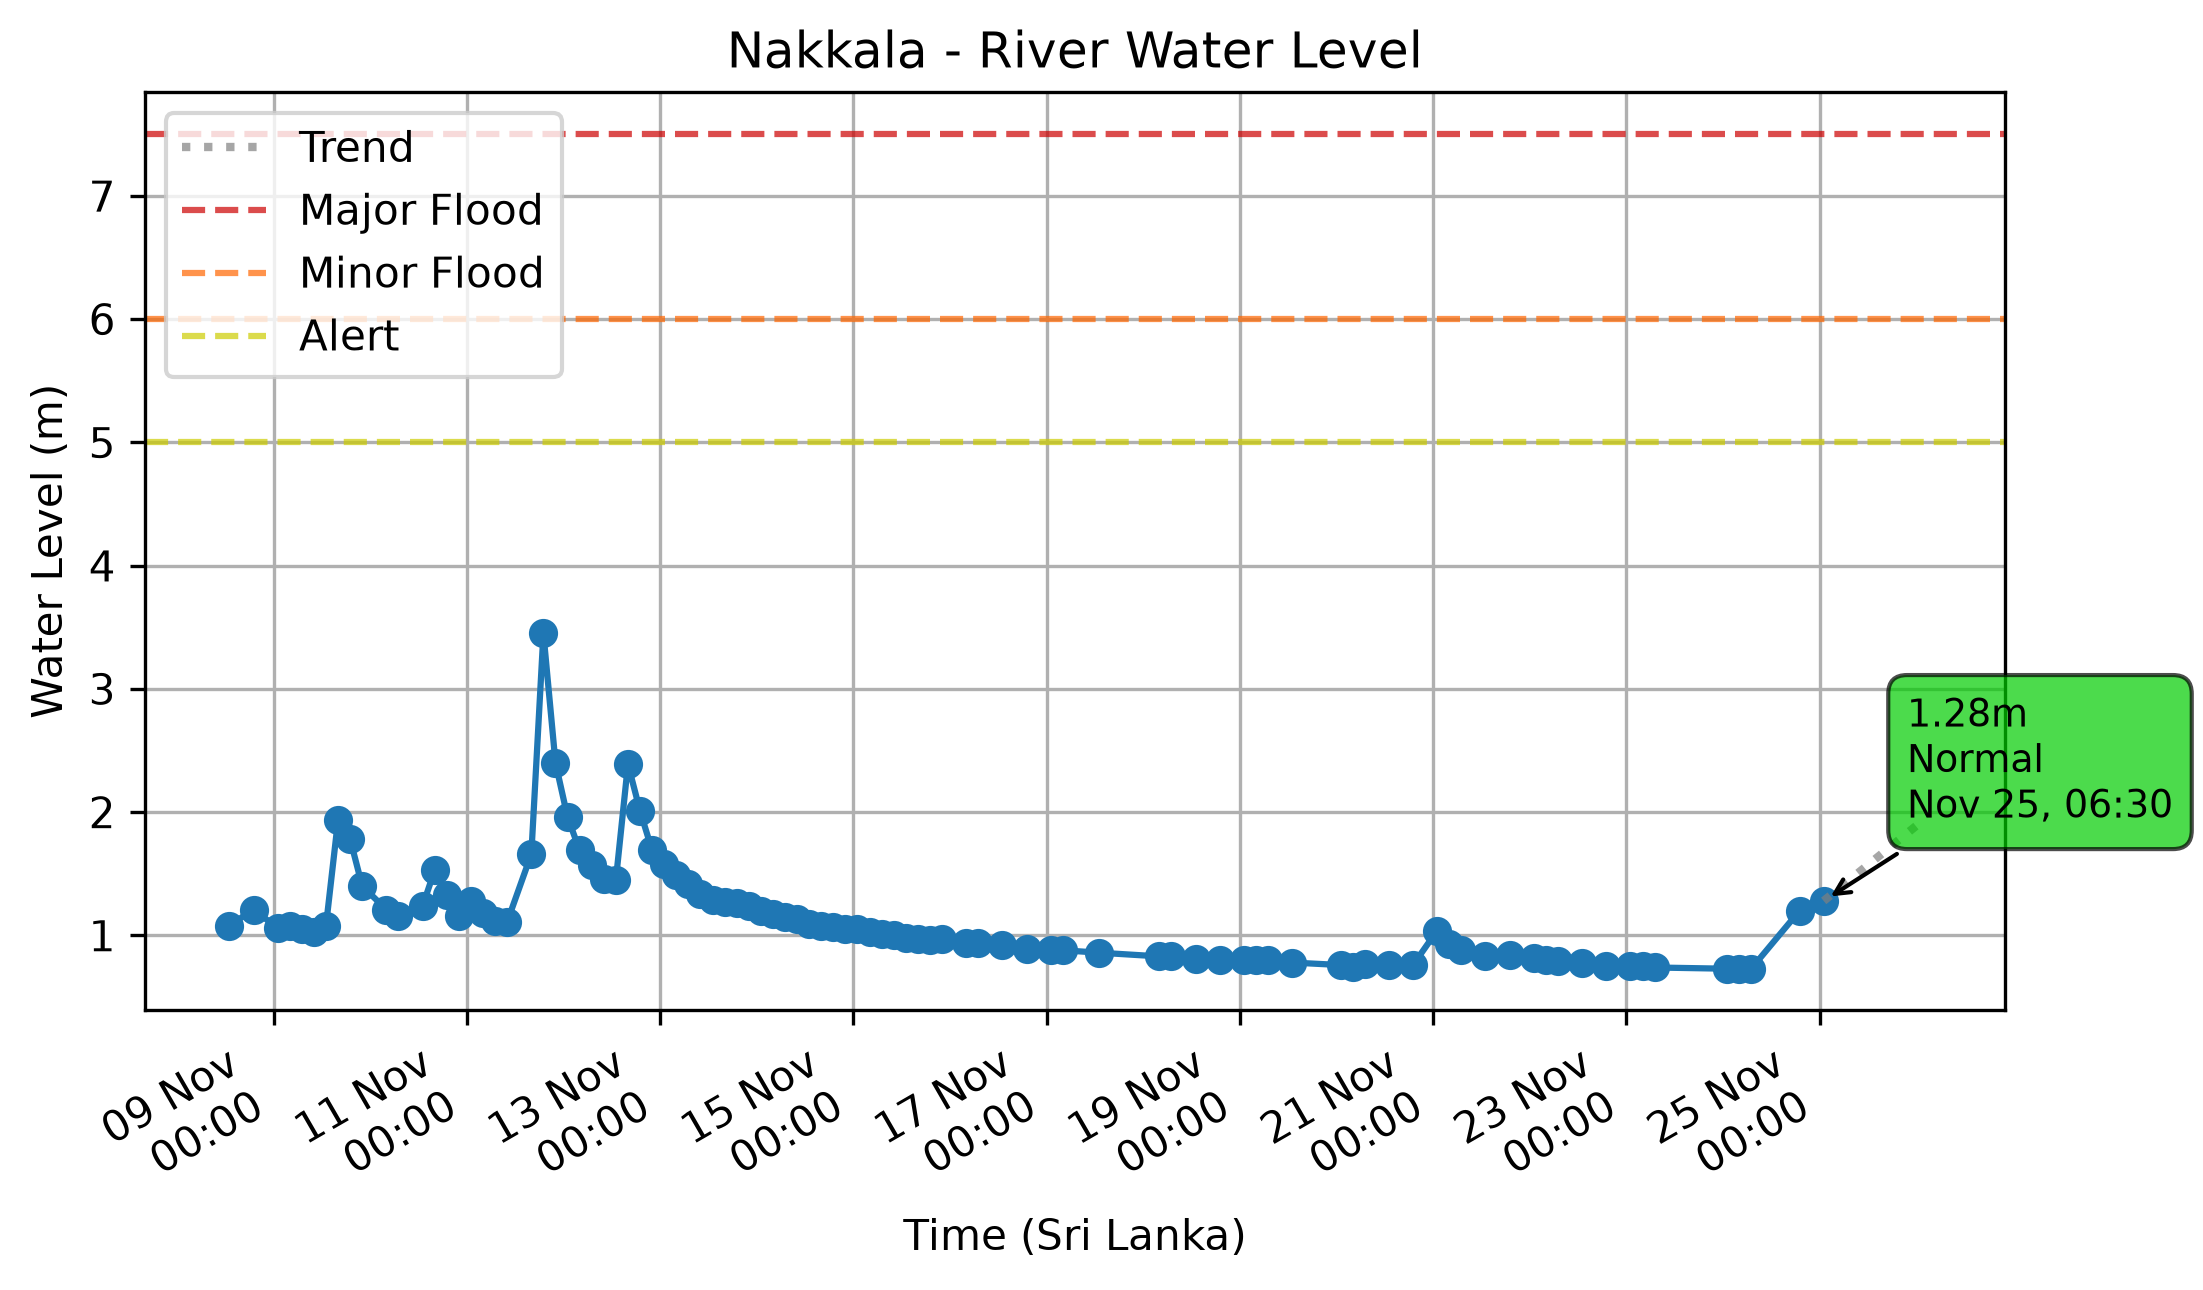 Nakkala - River Water Level
Trend
Major Flood
Minor Flood
Alert
Water Level (m)
7
6
5
4
3
2
1
1.28m
Normal
Nov 25, 06:30
09 Nov
00:00
11 Nov
00:00
13 Nov
00:00
15 Nov
00:00
17 Nov
00:00
19 Nov
00:00
21 Nov
00:00
23 Nov
00:00
25 Nov
00:00
Time (Sri Lanka)